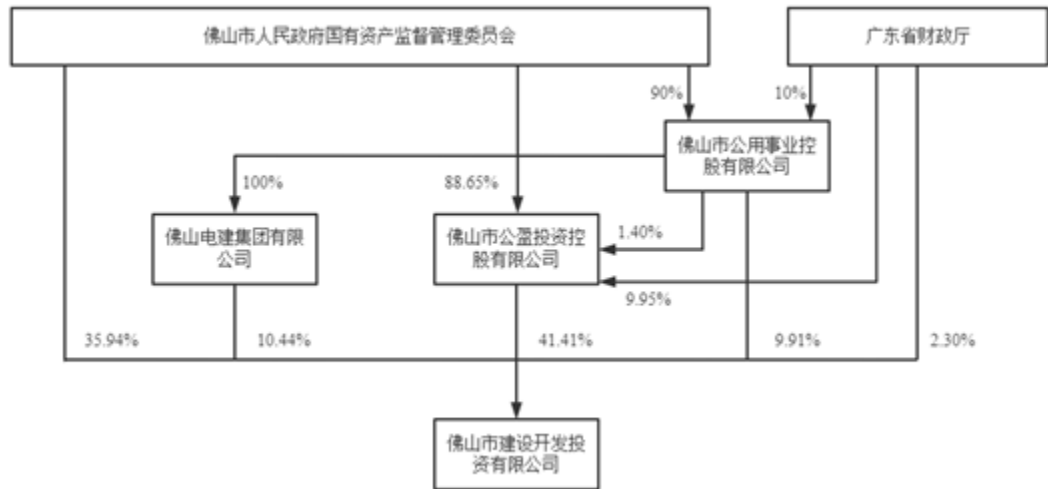 佛山市人民政府国有资产监督管理委员会
广东省财政厅
90%
10%
佛山市公用事业控
股有限公司
100%
88.65%
佛山电建集团有限
公司
佛山市公盈投资控
股有限公司
1.40%
9.95%
35.94%
10.44%
41.41%
9.91%
2.30%
佛山市建设开发投
资有限公司